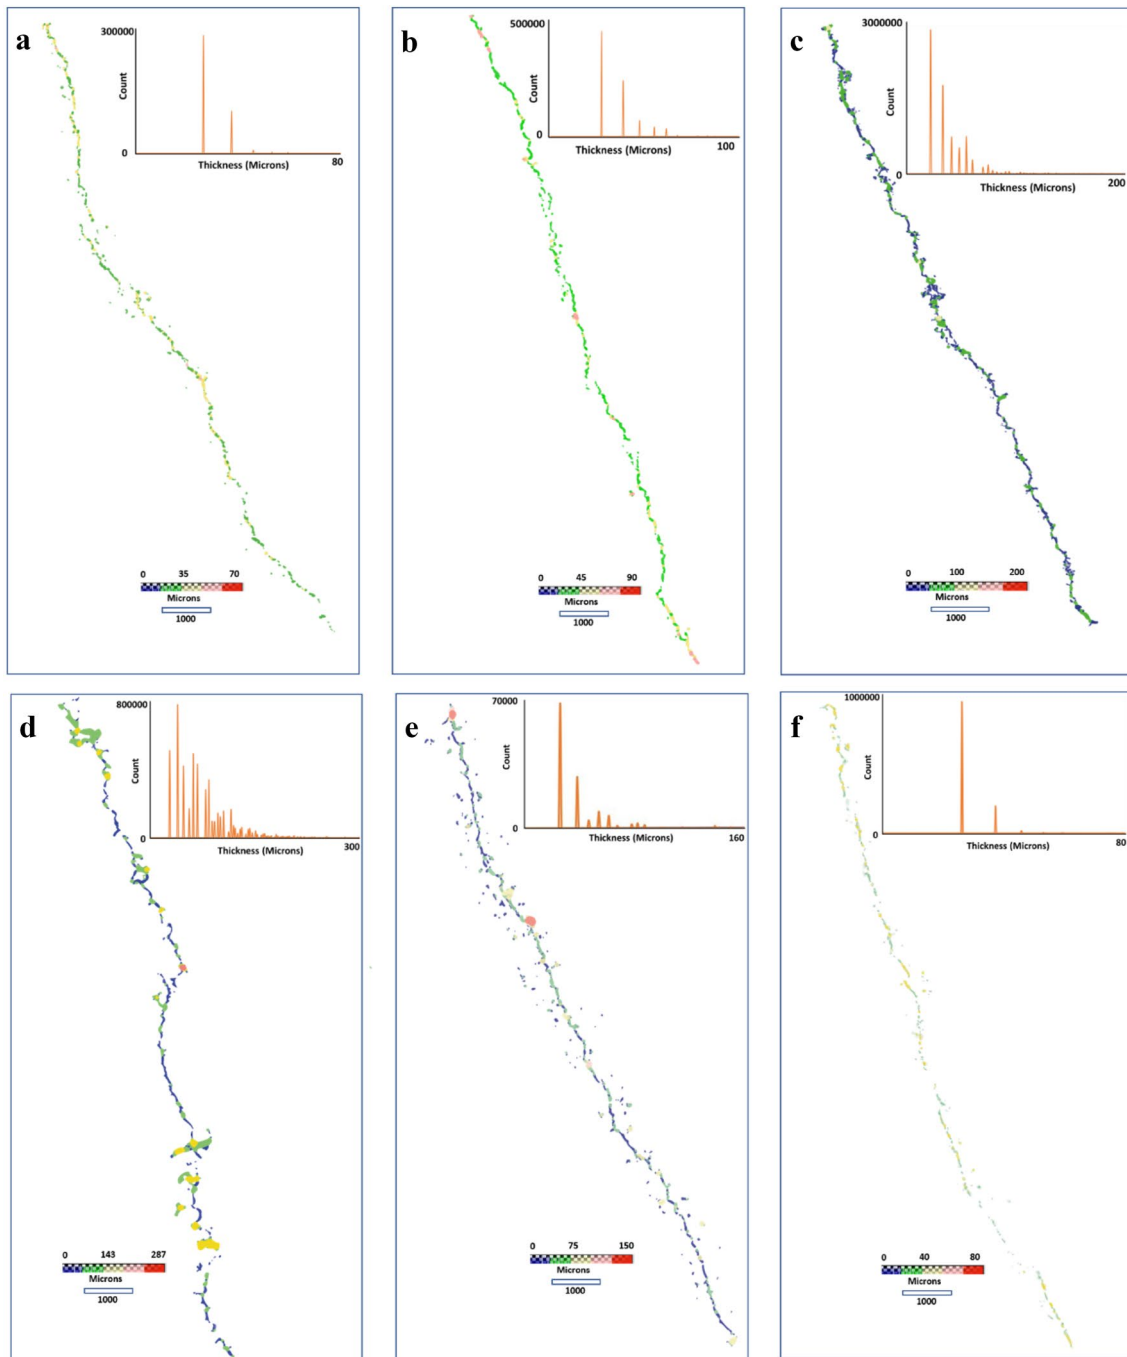 a
300000
Count
0
Thickness (Microns)
80
0 35 70
Microns
1000
b
500000
Count
0
Thickness (Microns)
100
0 45 90
Microns
1000
c
3000000
Count
0
Thickness (Microns)
200
0 100 200
Microns
1000
d
800000
Count
0
Thickness (Microns)
300
0 143 287
Microns
1000
e
70000
Count
0
Thickness (Microns)
160
0 75 150
Microns
1000
f
1000000
Count
0
Thickness (Microns)
80
0 40 80
Microns
1000